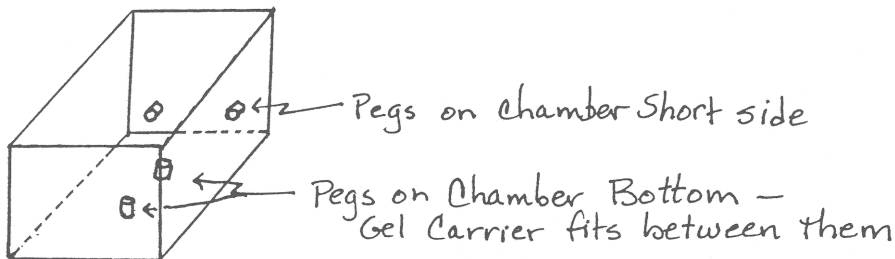 Pegs on Chamber Short side
Pegs on Chamber Bottom —
Gel Carrier fits between them